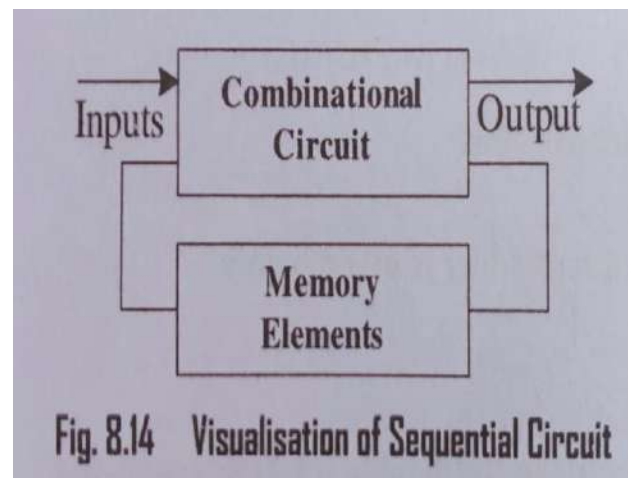 Inputs
Combinational
Circuit
Output
Memory
Elements
Fig. 8.14 Visualisation of Sequential Circuit